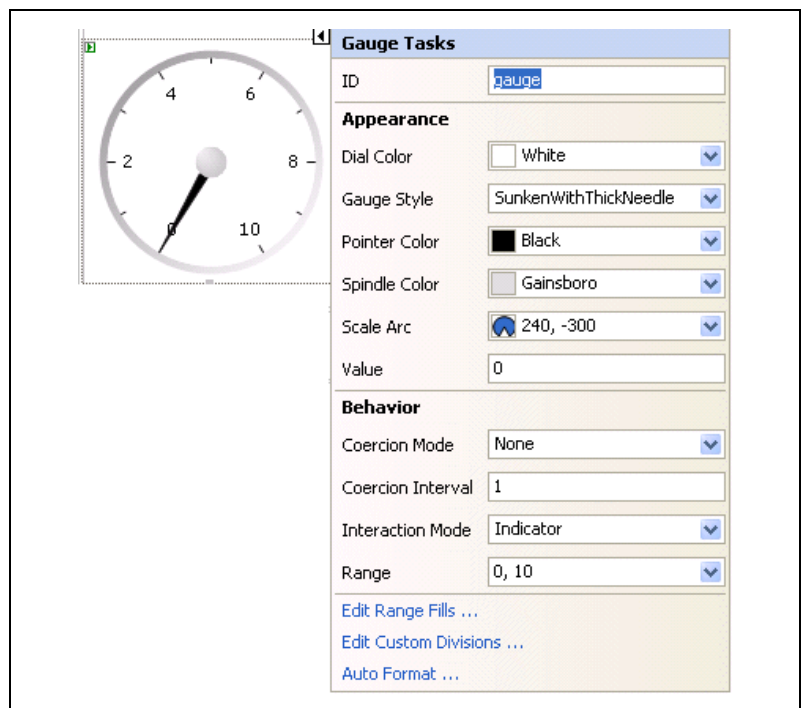 Gauge Tasks
ID gauge
Appearance
Dial Color White
Gauge Style SunkenWithThickNeedle
Pointer Color Black
Spindle Color Gainsboro
Scale Arc 240, -300
Value 0
Behavior
Coercion Mode None
Coercion Interval 1
Interaction Mode Indicator
Range 0, 10
Edit Range Fills ...
Edit Custom Divisions ...
Auto Format ...
4 6
2 8
0 10